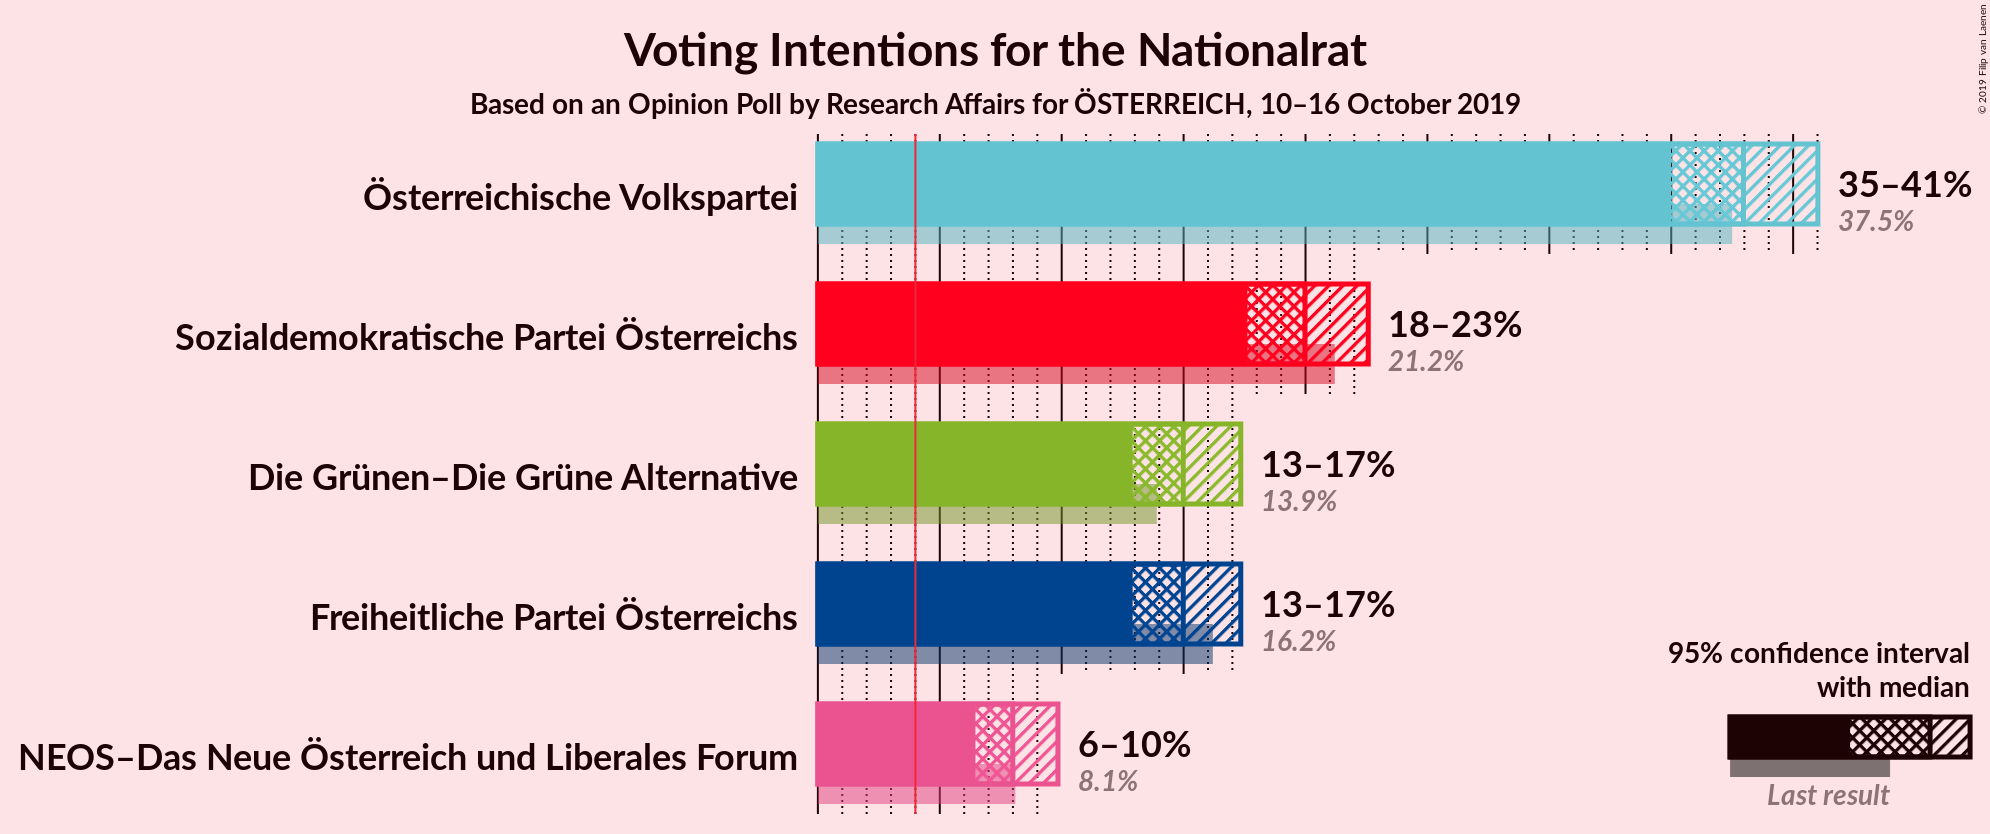 Voting Intentions for the Nationalrat
Based on an Opinion Poll by Research Affairs for ÖSTERREICH, 10–16 October 2019
© 2019 Filip van Laenen
Österreichische Volkspartei
35–41%
37.5%
Sozialdemokratische Partei Österreichs
18–23%
21.2%
Die Grünen–Die Grüne Alternative
13–17%
13.9%
Freiheitliche Partei Österreichs
13–17%
16.2%
NEOS–Das Neue Österreich und Liberales Forum
6–10%
8.1%
95% confidence interval
with median
Last result